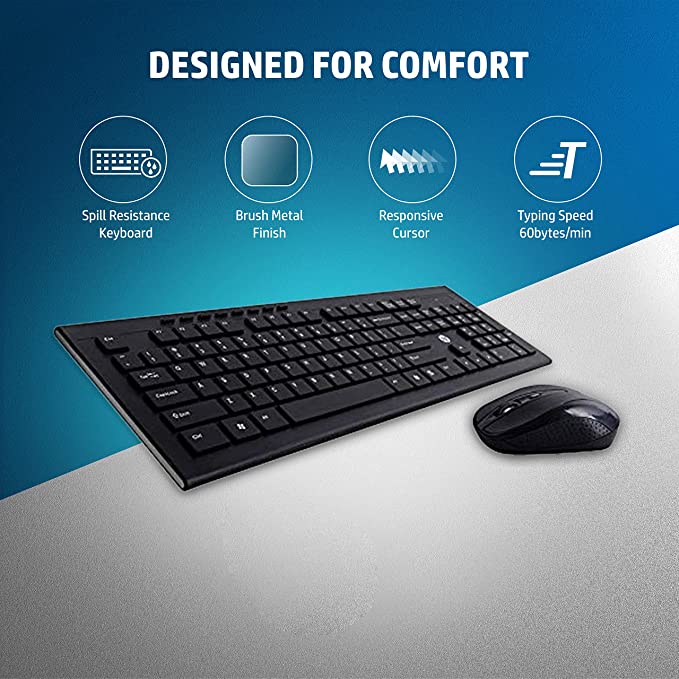 DESIGNED FOR COMFORT
Spill Resistance
Keyboard
Brush Metal
Finish
Responsive
Cursor
Typing Speed
60bytes/min